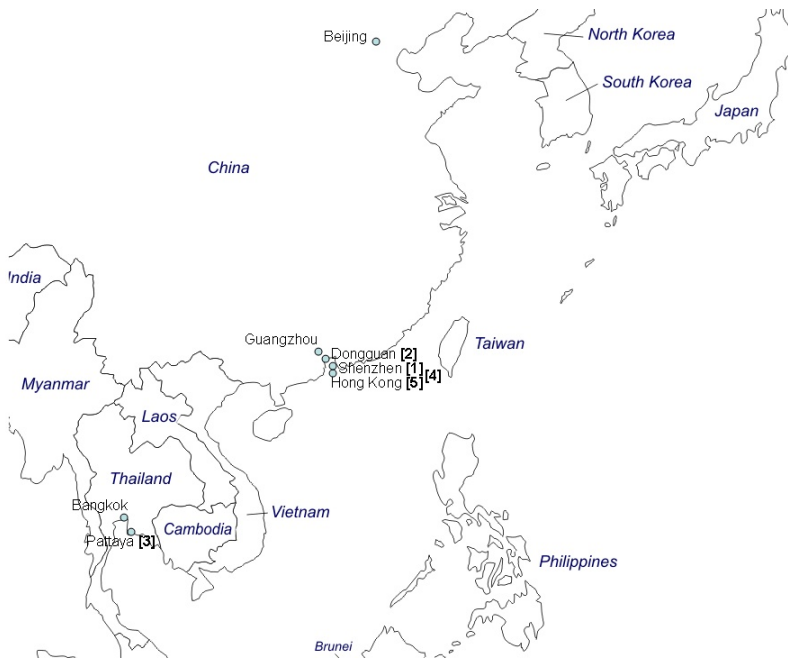 Beijing
North Korea
South Korea
Japan
China
India
Guangzhou
Dongguan [2]
Taiwan
Shenzhen [1]
[4]
Hong Kong [5]
Myanmar
Laos
Thailand
Bangkok
Vietnam
Cambodia
Pattaya [3]
Philippines
Brunei